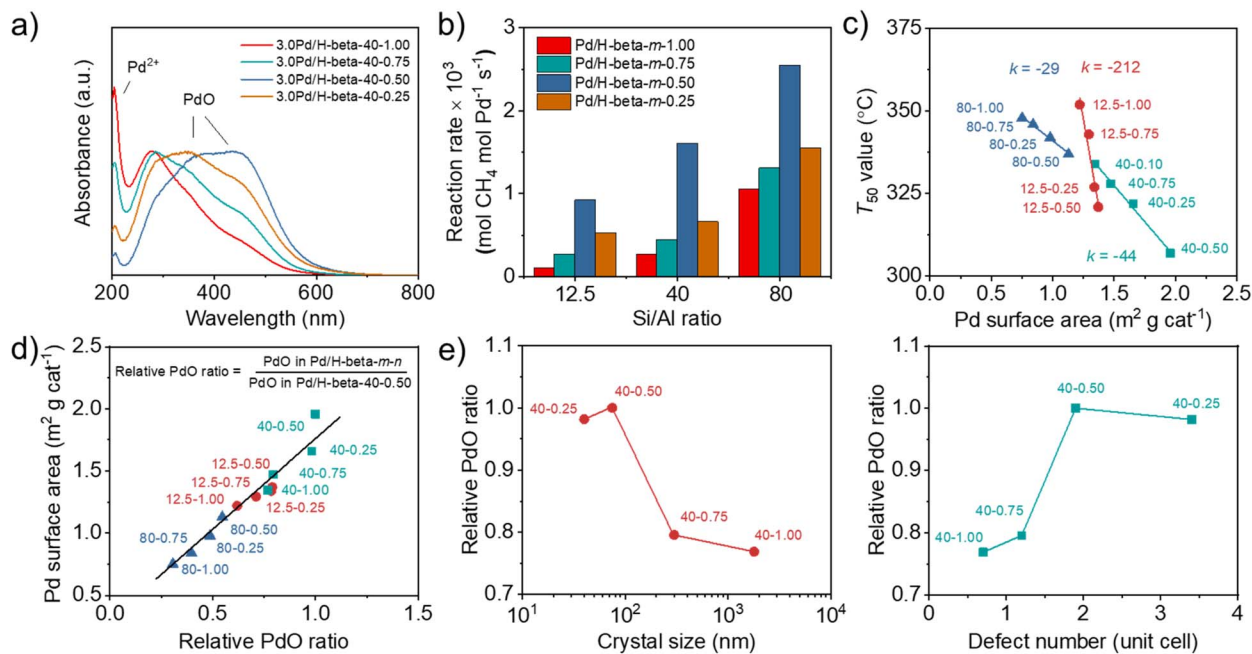 a)
Absorbance (a.u.)
Pd2+
PdO
3.0Pd/H-beta-40-1.00
3.0Pd/H-beta-40-0.75
3.0Pd/H-beta-40-0.50
3.0Pd/H-beta-40-0.25
200 400 600 800
Wavelength (nm)
b)
Reaction rate × 10³
(mol CH₄ mol Pd⁻¹ s⁻¹)
3
2
1
0
Pd/H-beta-m-1.00
Pd/H-beta-m-0.75
Pd/H-beta-m-0.50
Pd/H-beta-m-0.25
12.5 40 80
Si/Al ratio
c)
T₅₀ value (°C)
375
350
325
300
k = -29
k = -212
80-1.00
80-0.75
80-0.25
80-0.50
12.5-1.00
12.5-0.75
12.5-0.25
12.5-0.50
40-0.10
40-0.75
40-0.25
40-0.50
k = -44
0.0 0.5 1.0 1.5 2.0 2.5
Pd surface area (m² g cat⁻¹)
d)
Pd surface area (m² g cat⁻¹)
2.5
2.0
1.5
1.0
0.5
Relative PdO ratio = PdO in Pd/H-beta-m-n
PdO in Pd/H-beta-40-0.50
40-0.50
40-0.25
12.5-0.50
12.5-0.75
12.5-1.00
40-0.75
40-1.00
12.5-0.25
80-0.75
80-0.50
80-0.25
80-1.00
0.0 0.5 1.0 1.5
Relative PdO ratio
e)
Relative PdO ratio
1.1
1.0
0.9
0.8
0.7
40-0.25
40-0.50
40-0.75
40-1.00
10¹ 10² 10³ 10⁴
Crystal size (nm)
Relative PdO ratio
1.1
1.0
0.9
0.8
0.7
40-0.50
40-0.25
40-0.75
40-1.00
0 1 2 3 4
Defect number (unit cell)